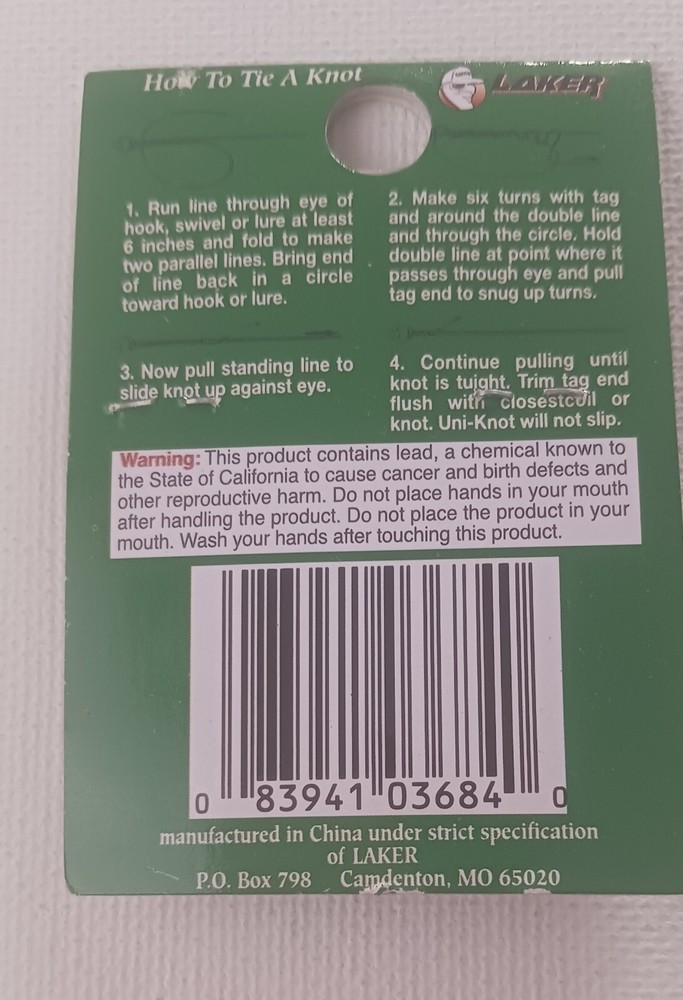 How To Tie A Knot
LAKER
1. Run line through eye of
hook, swivel or lure at least
6 inches and fold to make
two parallel lines. Bring end
of line back in a circle
toward hook or lure.
2. Make six turns with tag
and around the double line
and through the circle. Hold
double line at point where it
passes through eye and pull
tag end to snug up turns.
3. Now pull standing line to
slide knot up against eye.
4. Continue pulling until
knot is tuight. Trim tag end
flush with closestcoil or
knot. Uni-Knot will not slip.
Warning: This product contains lead, a chemical known to
the State of California to cause cancer and birth defects and
other reproductive harm. Do not place hands in your mouth
after handling the product. Do not place the product in your
mouth. Wash your hands after touching this product.
0 83941 03684 0
manufactured in China under strict specification
of LAKER
P.O. Box 798 Camdenton, MO 65020